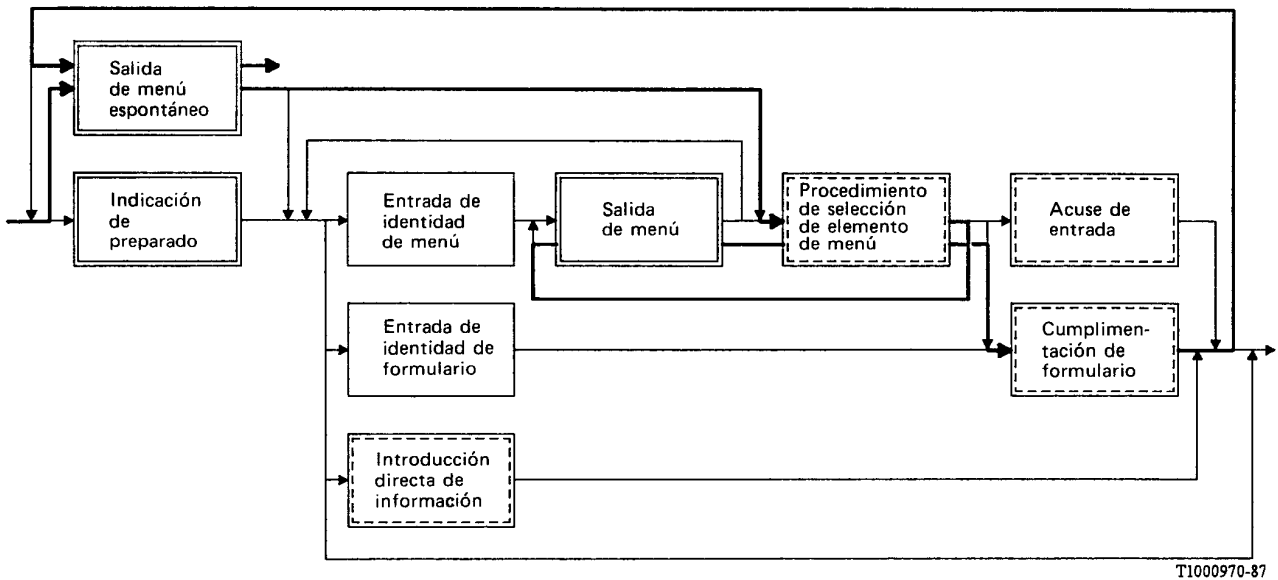 Salida
de menú
espontáneo
Indicación
de
preparado
Entrada de
identidad
de menú
Salida
de menú
Procedimiento
de selección
de elemento
de menú
Acuse de
entrada
Entrada de
identidad de
formulario
Cumplimen-
tación de
formulario
Introducción
directa de
información
T1000970-87